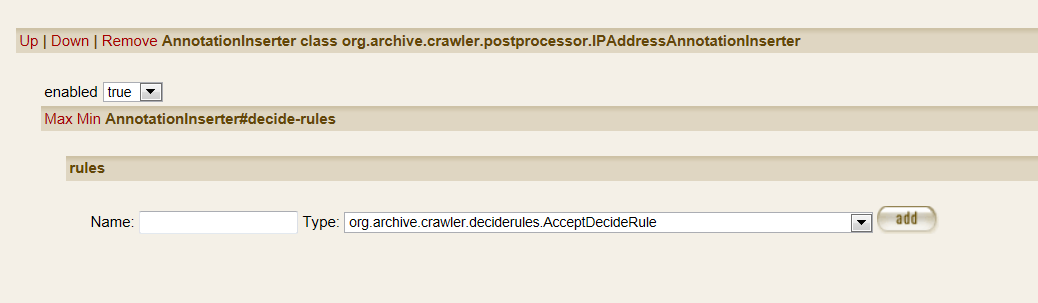 Up | Down | Remove AnnotationInserter class org.archive.crawler.postprocessor.IPAddressAnnotationInserter
enabled true
Max Min AnnotationInserter#decide-rules
rules
Name: Type: org.archive.crawler.deciderules.AcceptDecideRule add